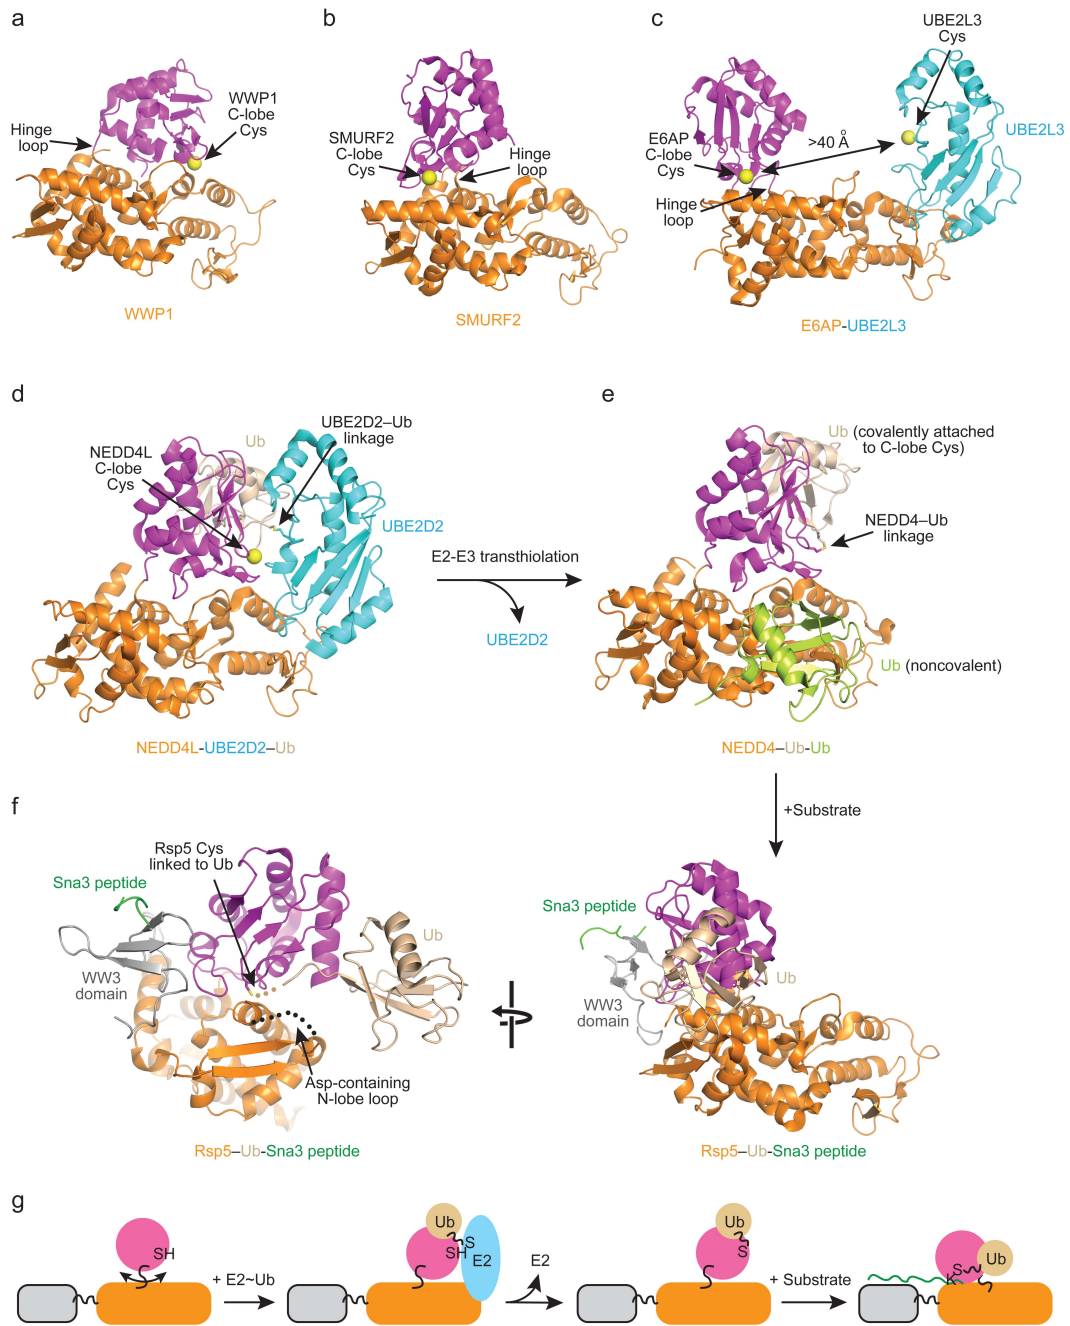 a
b
c
WWP1
C-lobe
Cys
Hinge
loop
WWP1
SMURF2
C-lobe
Cys
Hinge
loop
SMURF2
UBE2L3
Cys
UBE2L3
E6AP
C-lobe
Cys
>40 Å
Hinge
loop
E6AP-UBE2L3
d
e
UBE2D2–Ub
linkage
Ub
NEDD4L
C-lobe
Cys
UBE2D2
NEDD4L-UBE2D2–Ub
E2-E3 transthiolation
UBE2D2
Ub (covalently attached
to C-lobe Cys)
NEDD4–Ub
linkage
Ub (noncovalent)
NEDD4–Ub-Ub
+Substrate
f
Rsp5 Cys
linked to Ub
Sna3 peptide
Ub
WW3
domain
Asp-containing
N-lobe loop
Rsp5–Ub-Sna3 peptide
Sna3 peptide
Ub
WW3
domain
Rsp5–Ub-Sna3 peptide
g
SH
+ E2~Ub
Ub
S
SH
E2
E2
Ub
S
+ Substrate
S
Ub
K